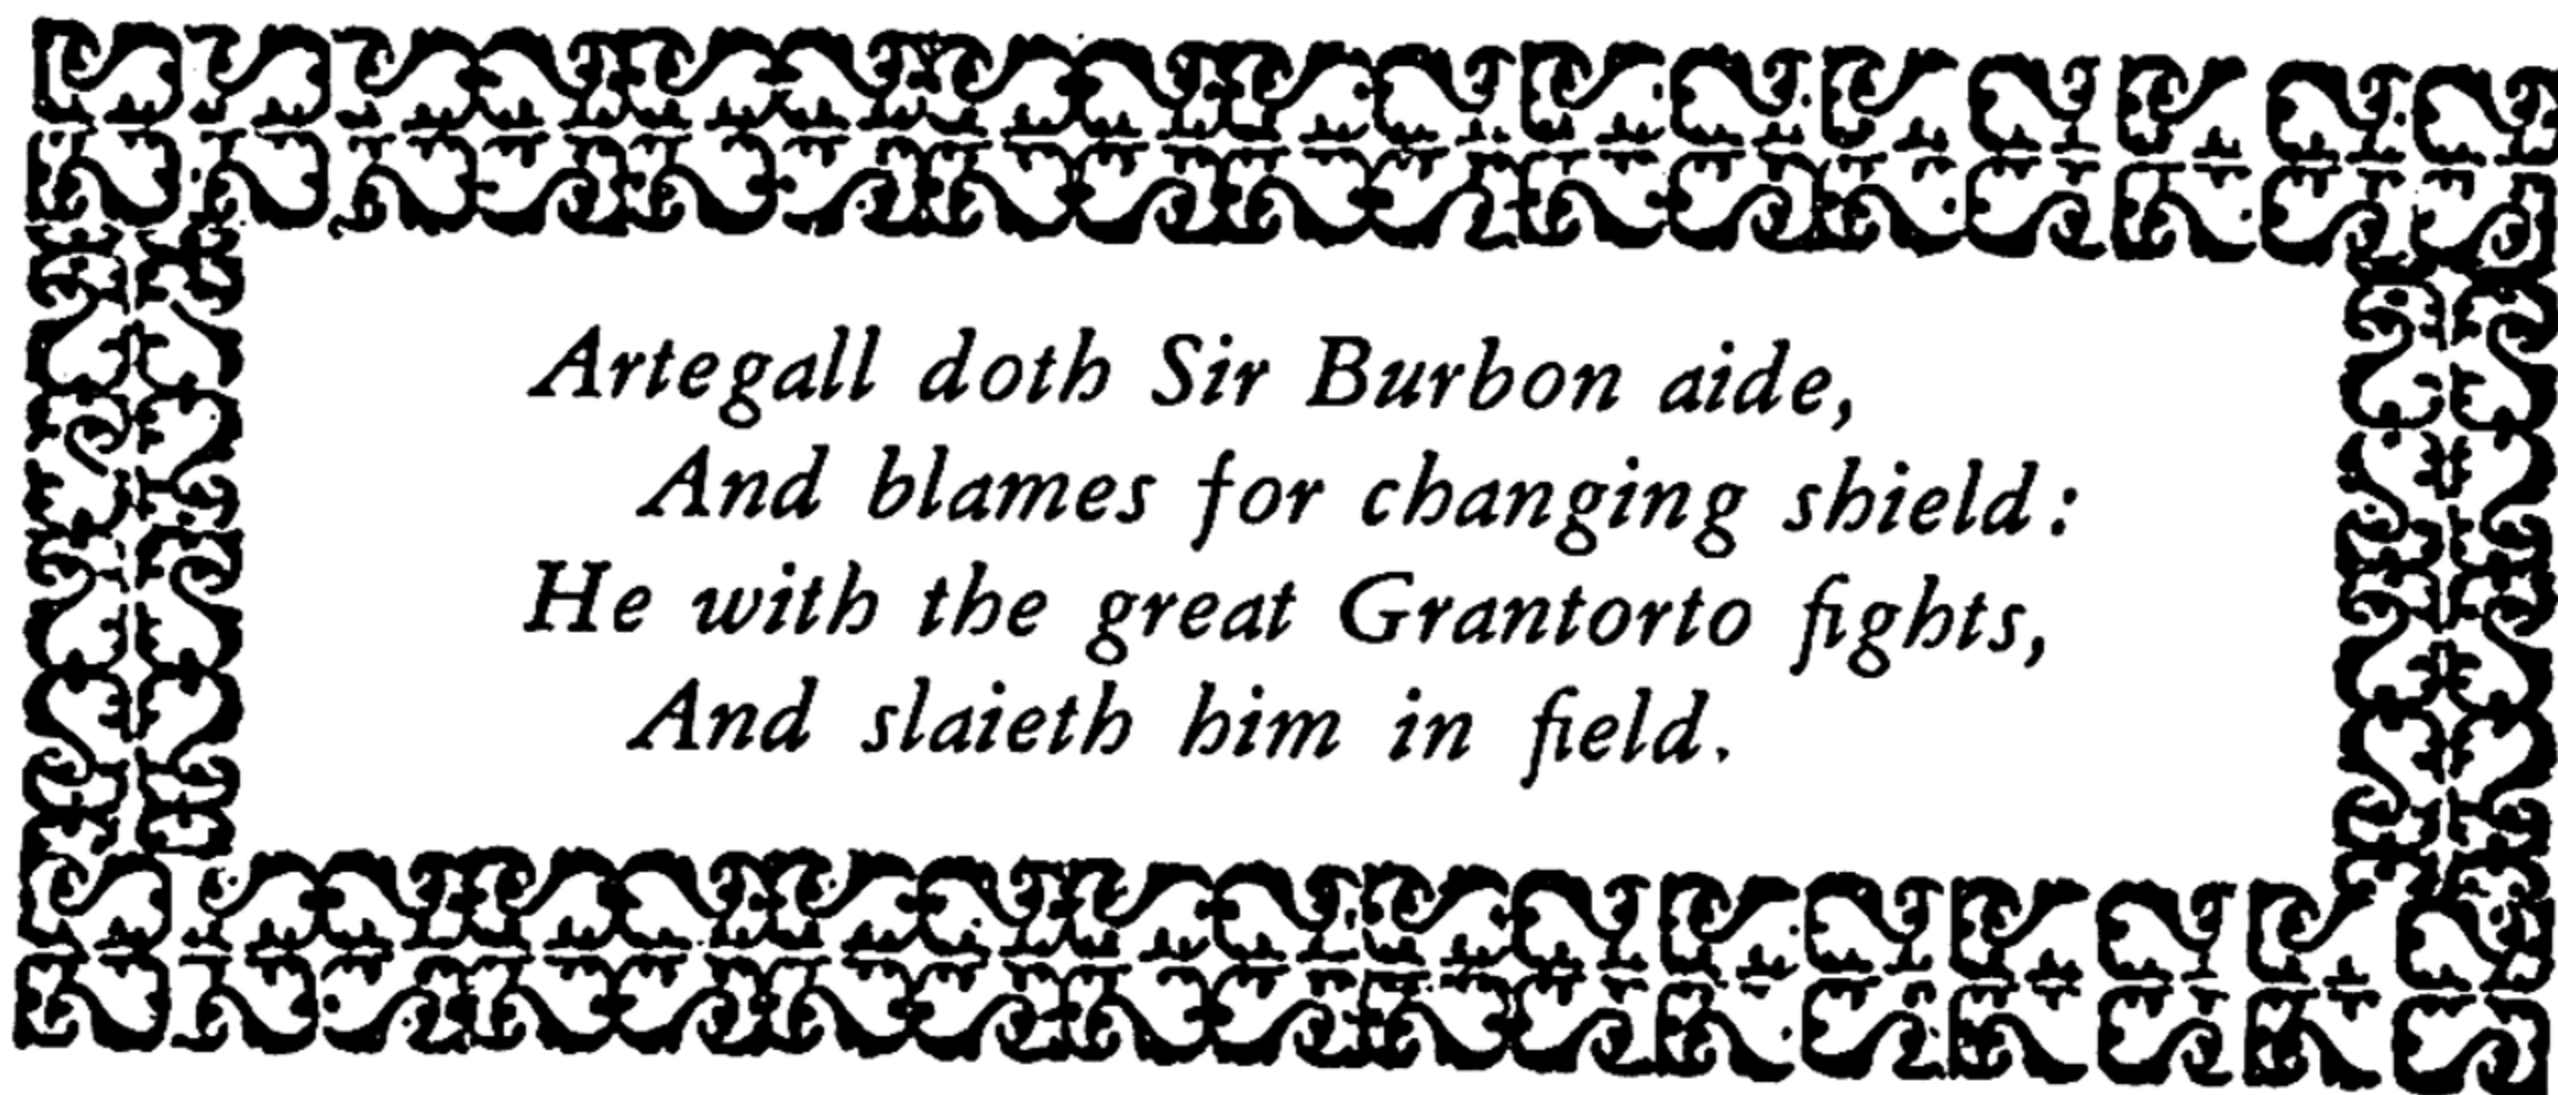 Artegall doth Sir Burbon aide,
And blames for changing shield:
He with the great Grantorto fights,
And slaieth him in field.